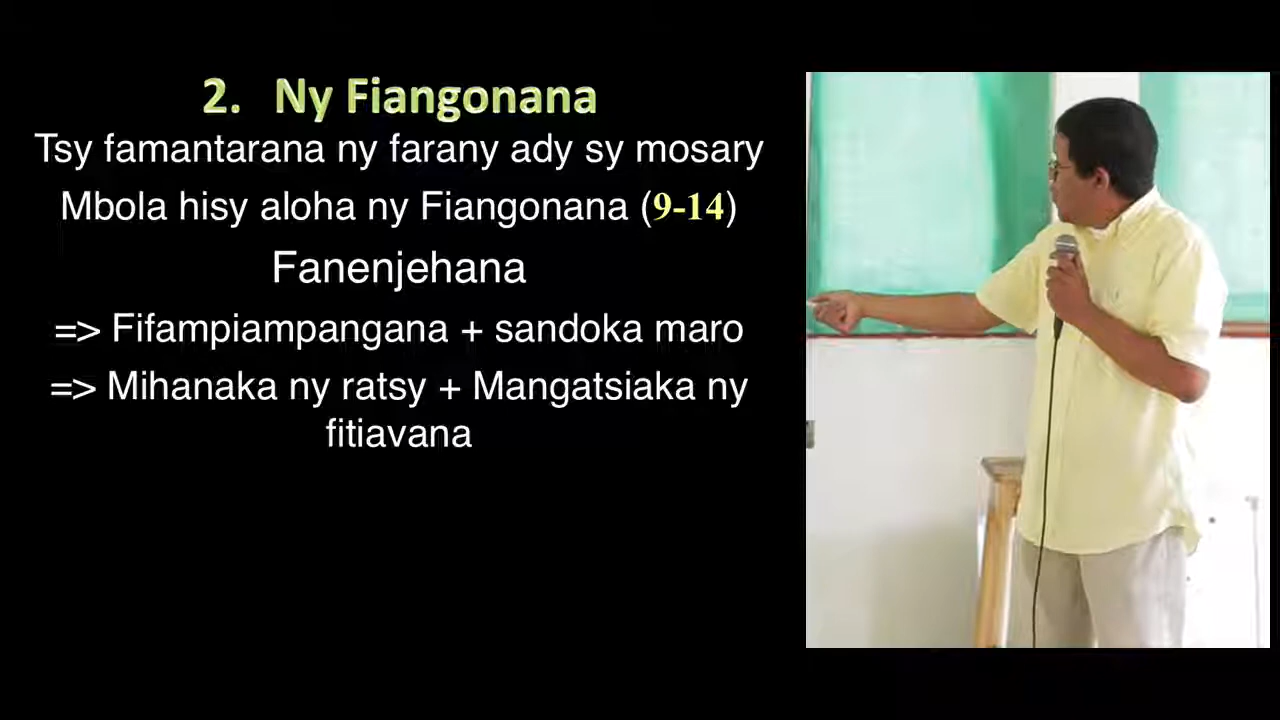 2. Ny Fiangonana
Tsy famantarana ny farany ady sy mosary
Mbola hisy aloha ny Fiangonana (9-14)
Fanenjehana
=> Fifampiampangana + sandoka maro
=> Mihanaka ny ratsy + Mangatsiaka ny
fitiavana